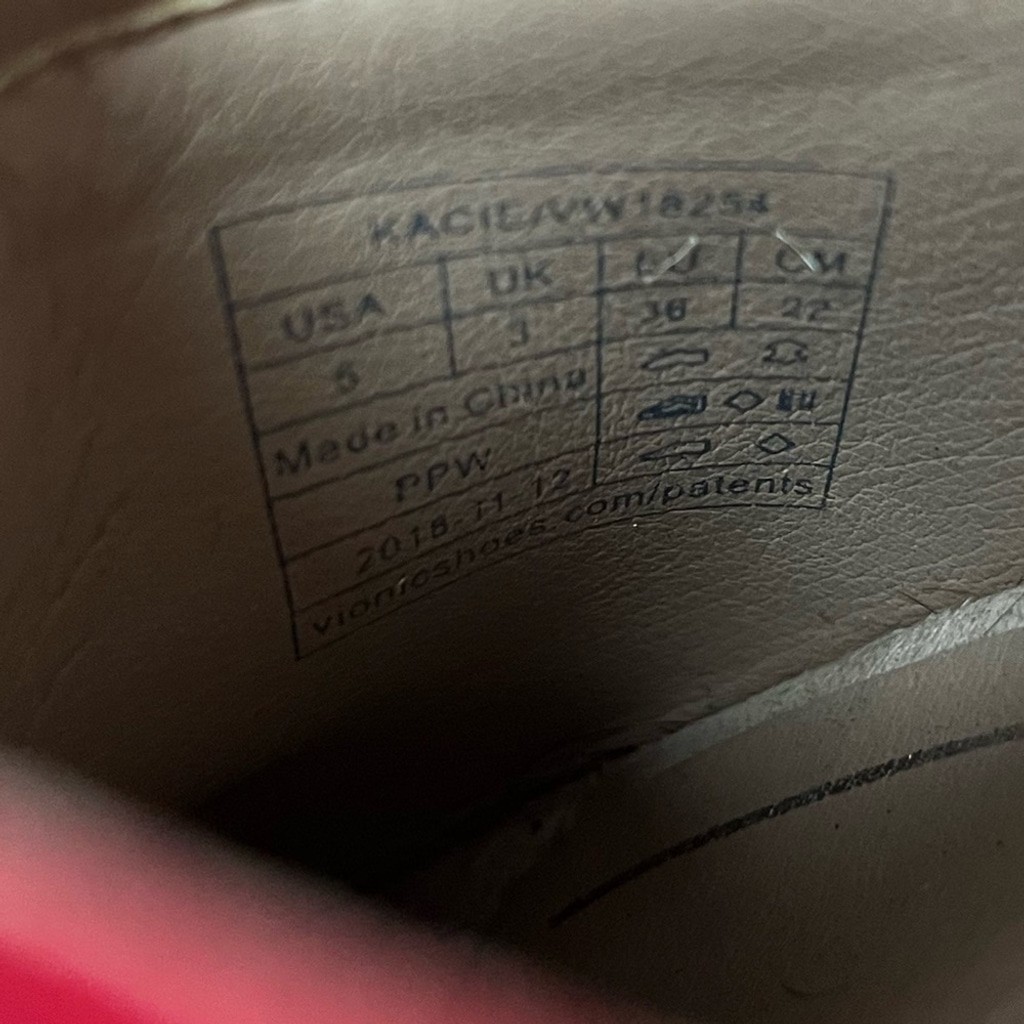 KACIE/VW18254
USA UK EU CM
5 3 36 22
Made in China
PPW
2018-11-12
vionicshoes.com/patents